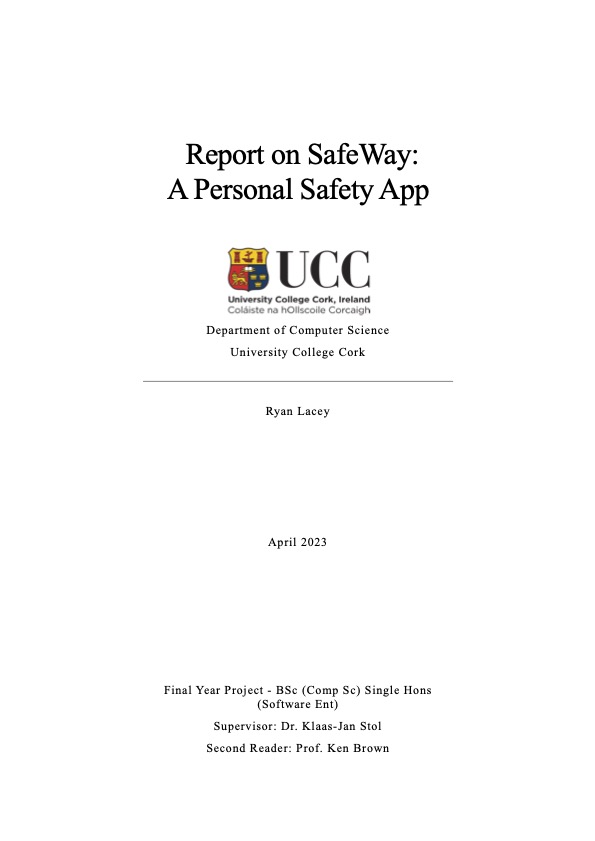 Report on SafeWay:
A Personal Safety App
UCC
University College Cork, Ireland
Coláiste na hOllscoile Corcaigh
Department of Computer Science
University College Cork
Ryan Lacey
April 2023
Final Year Project - BSc (Comp Sc) Single Hons
(Software Ent)
Supervisor: Dr. Klaas-Jan Stol
Second Reader: Prof. Ken Brown